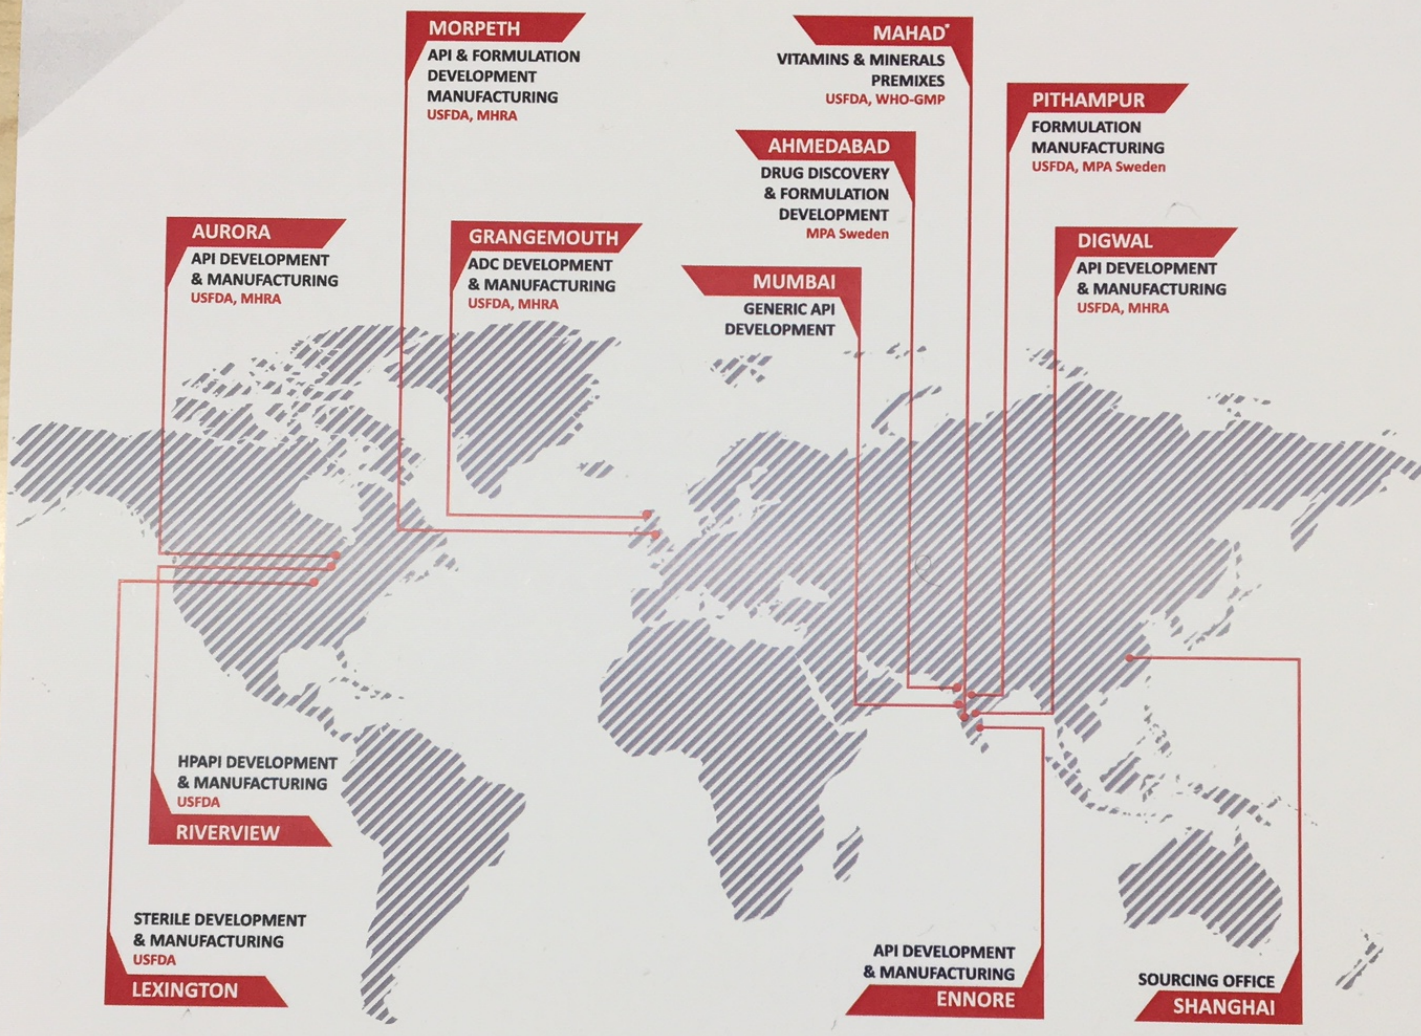 MORPETH
API & FORMULATION
DEVELOPMENT
MANUFACTURING
USFDA, MHRA
MAHAD*
VITAMINS & MINERALS
PREMIXES
USFDA, WHO-GMP
PITHAMPUR
FORMULATION
MANUFACTURING
USFDA, MPA Sweden
AHMEDABAD
DRUG DISCOVERY
& FORMULATION
DEVELOPMENT
MPA Sweden
AURORA
API DEVELOPMENT
& MANUFACTURING
USFDA, MHRA
GRANGEMOUTH
ADC DEVELOPMENT
& MANUFACTURING
USFDA, MHRA
MUMBAI
GENERIC API
DEVELOPMENT
DIGWAL
API DEVELOPMENT
& MANUFACTURING
USFDA, MHRA
HPAPI DEVELOPMENT
& MANUFACTURING
USFDA
RIVERVIEW
STERILE DEVELOPMENT
& MANUFACTURING
USFDA
LEXINGTON
API DEVELOPMENT
& MANUFACTURING
ENNORE
SOURCING OFFICE
SHANGHAI